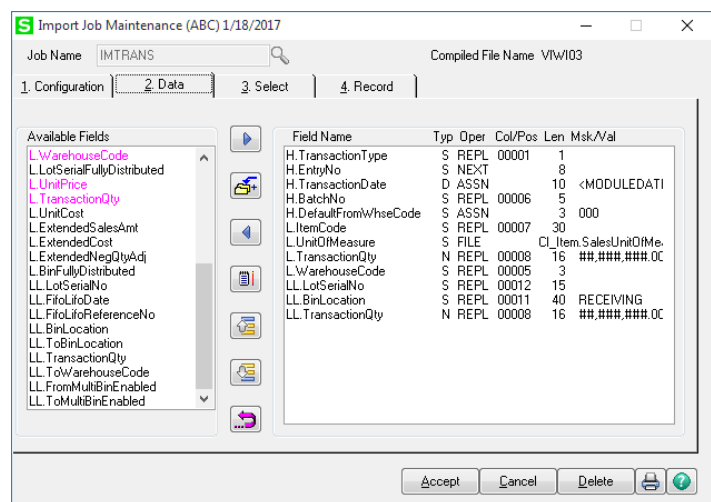 S Import Job Maintenance (ABC) 1/18/2017
Job Name IMTRANS Compiled File Name VIWI03
1. Configuration 2. Data 3. Select 4. Record
Available Fields
L.WarehouseCode
L.LotSerialFullyDistributed
L.UnitPrice
L.TransactionQty
L.UnitCost
L.ExtendedSalesAmt
L.ExtendedCost
L.ExtendedNegQtyAdj
L.BinFullyDistributed
LL.LotSerialNo
LL.FifoLifoDate
LL.FifoLifoReferenceNo
LL.BinLocation
LL.ToBinLocation
LL.TransactionQty
LL.ToWarehouseCode
LL.FromMultiBinEnabled
LL.ToMultiBinEnabled
Field Name Typ Oper Col/Pos Len Msk/Val
H.TransactionType S REPL 00001 1
H.EntryNo S NEXT 8
H.TransactionDate D ASSN 10 <MODULEDATI
H.BatchNo S REPL 00006 5
H.DefaultFromWhseCode S ASSN 3 000
L.ItemCode S REPL 00007 30
L.UnitOfMeasure S FILE CI_Item.SalesUnitOfMe
L.TransactionQty N REPL 00008 16 ##,###,###.0C
L.WarehouseCode S REPL 00005 3
LL.LotSerialNo S REPL 00012 15
LL.BinLocation S REPL 00011 40 RECEIVING
LL.TransactionQty N REPL 00008 16 ##,###,###.0C
Accept Cancel Delete